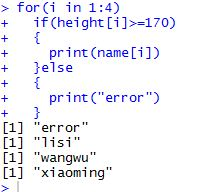 > for(i in 1:4)
+   if(height[i]>=170)
+   {
+     print(name[i])
+   }else
+   {
+     print("error")
+   }
[1] "error"
[1] "lisi"
[1] "wangwu"
[1] "xiaoming"
>